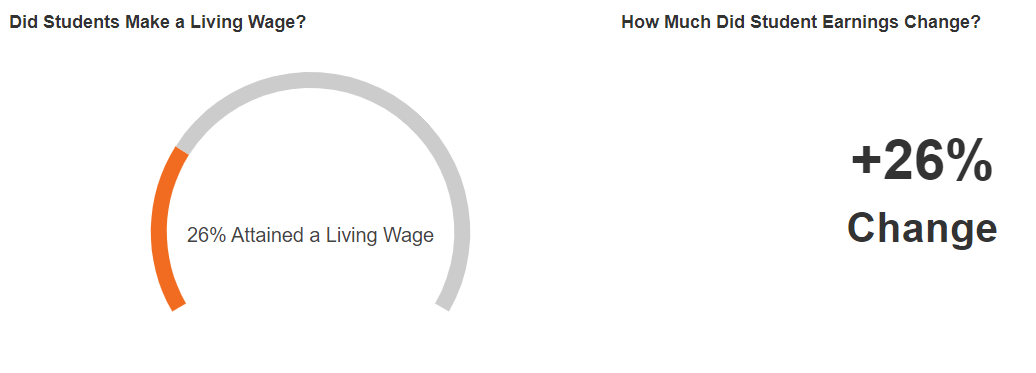 Did Students Make a Living Wage?
How Much Did Student Earnings Change?
26% Attained a Living Wage
+26%
Change